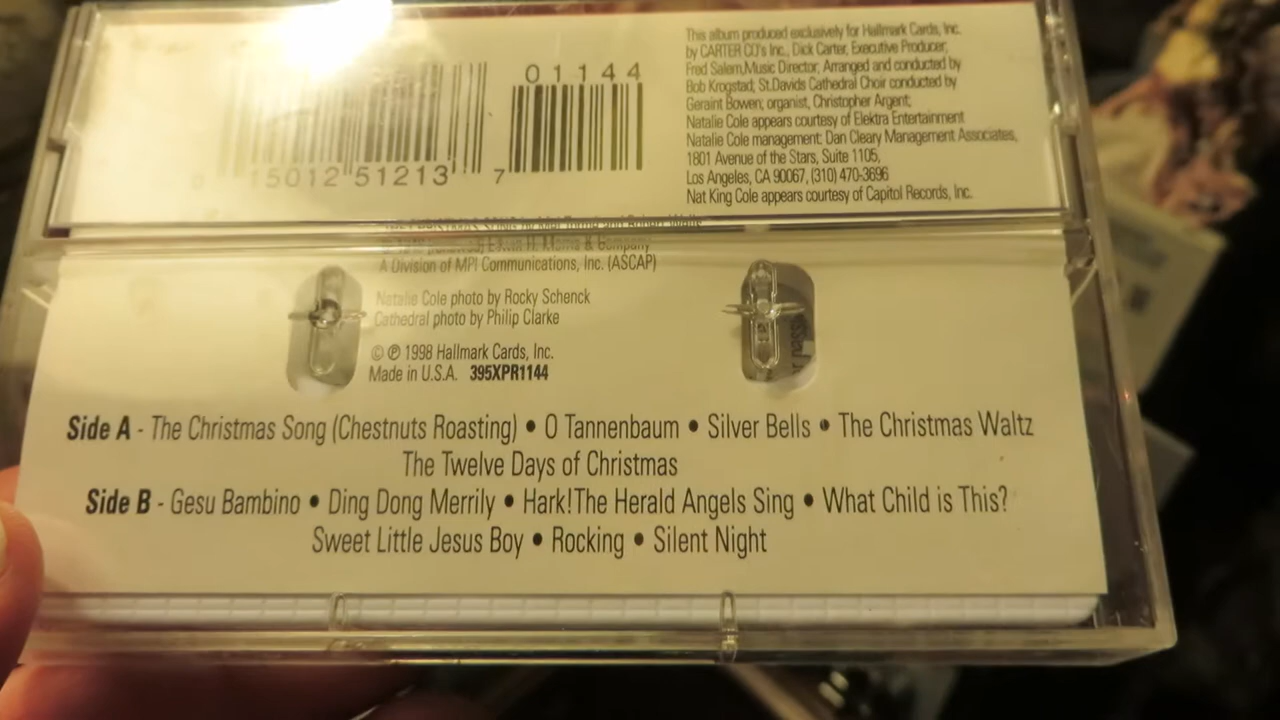 01144
0 15012 51213 7
This album produced exclusively for Hallmark Cards, Inc.
by CARTER CO's Inc., Dick Carter, Executive Producer;
Fred Salem,Music Director, Arranged and conducted by
Bob Krogstad; St.Davids Cathedral Choir conducted by
Geraint Bowen; organist, Christopher Argent;
Natalie Cole appears courtesy of Elektra Entertainment
Natalie Cole management: Dan Cleary Management Associates,
1801 Avenue of the Stars, Suite 1105,
Los Angeles, CA 90067, (310) 470-3696
Nat King Cole appears courtesy of Capitol Records, Inc.
& Company
A Division of MPI Communications, Inc. (ASCAP)
Natalie Cole photo by Rocky Schenck
Cathedral photo by Philip Clarke
© ℗ 1998 Hallmark Cards, Inc.
Made in U.S.A. 395XPR1144
Side A - The Christmas Song (Chestnuts Roasting) • O Tannenbaum • Silver Bells • The Christmas Waltz
The Twelve Days of Christmas
Side B - Gesu Bambino • Ding Dong Merrily • Hark!The Herald Angels Sing • What Child is This?
Sweet Little Jesus Boy • Rocking • Silent Night